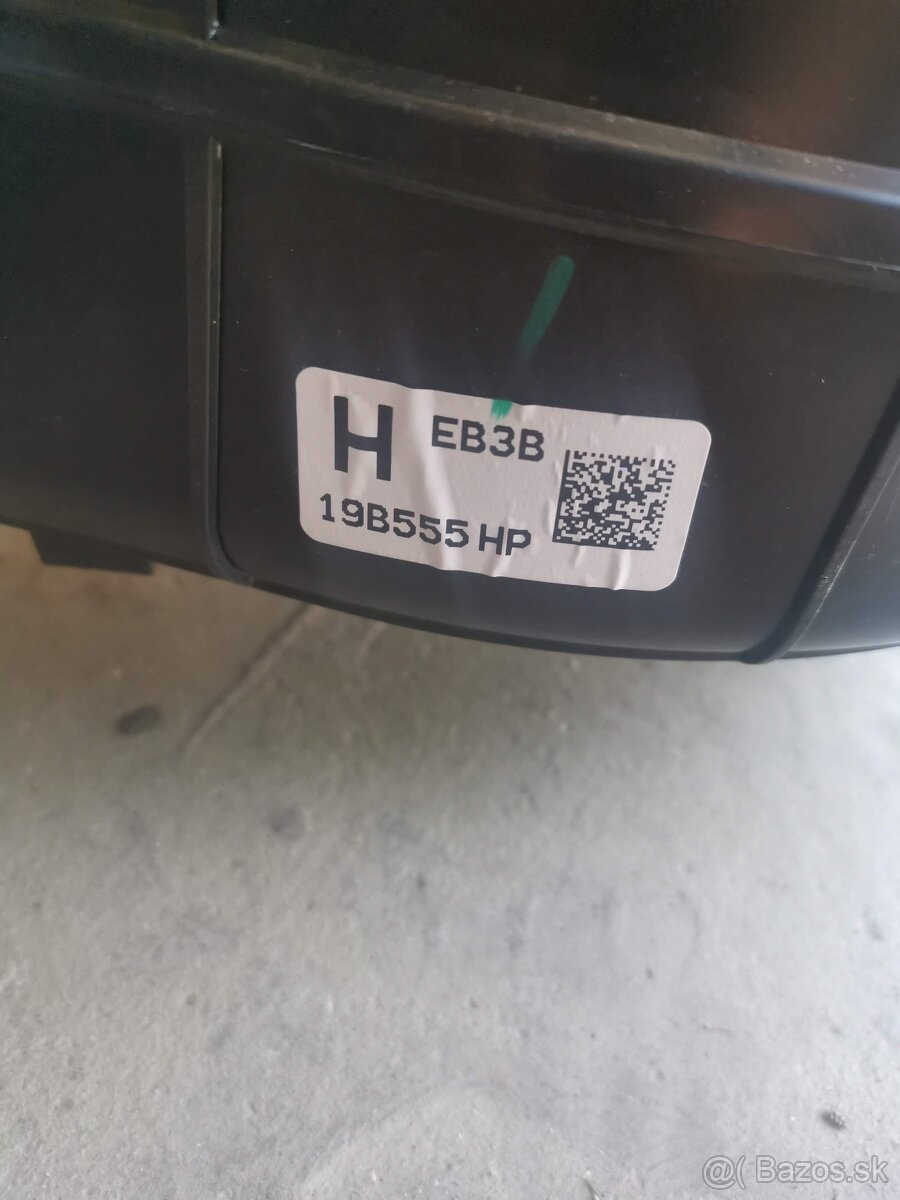 H EB3B
19B555 HP
@( Bazos.sk